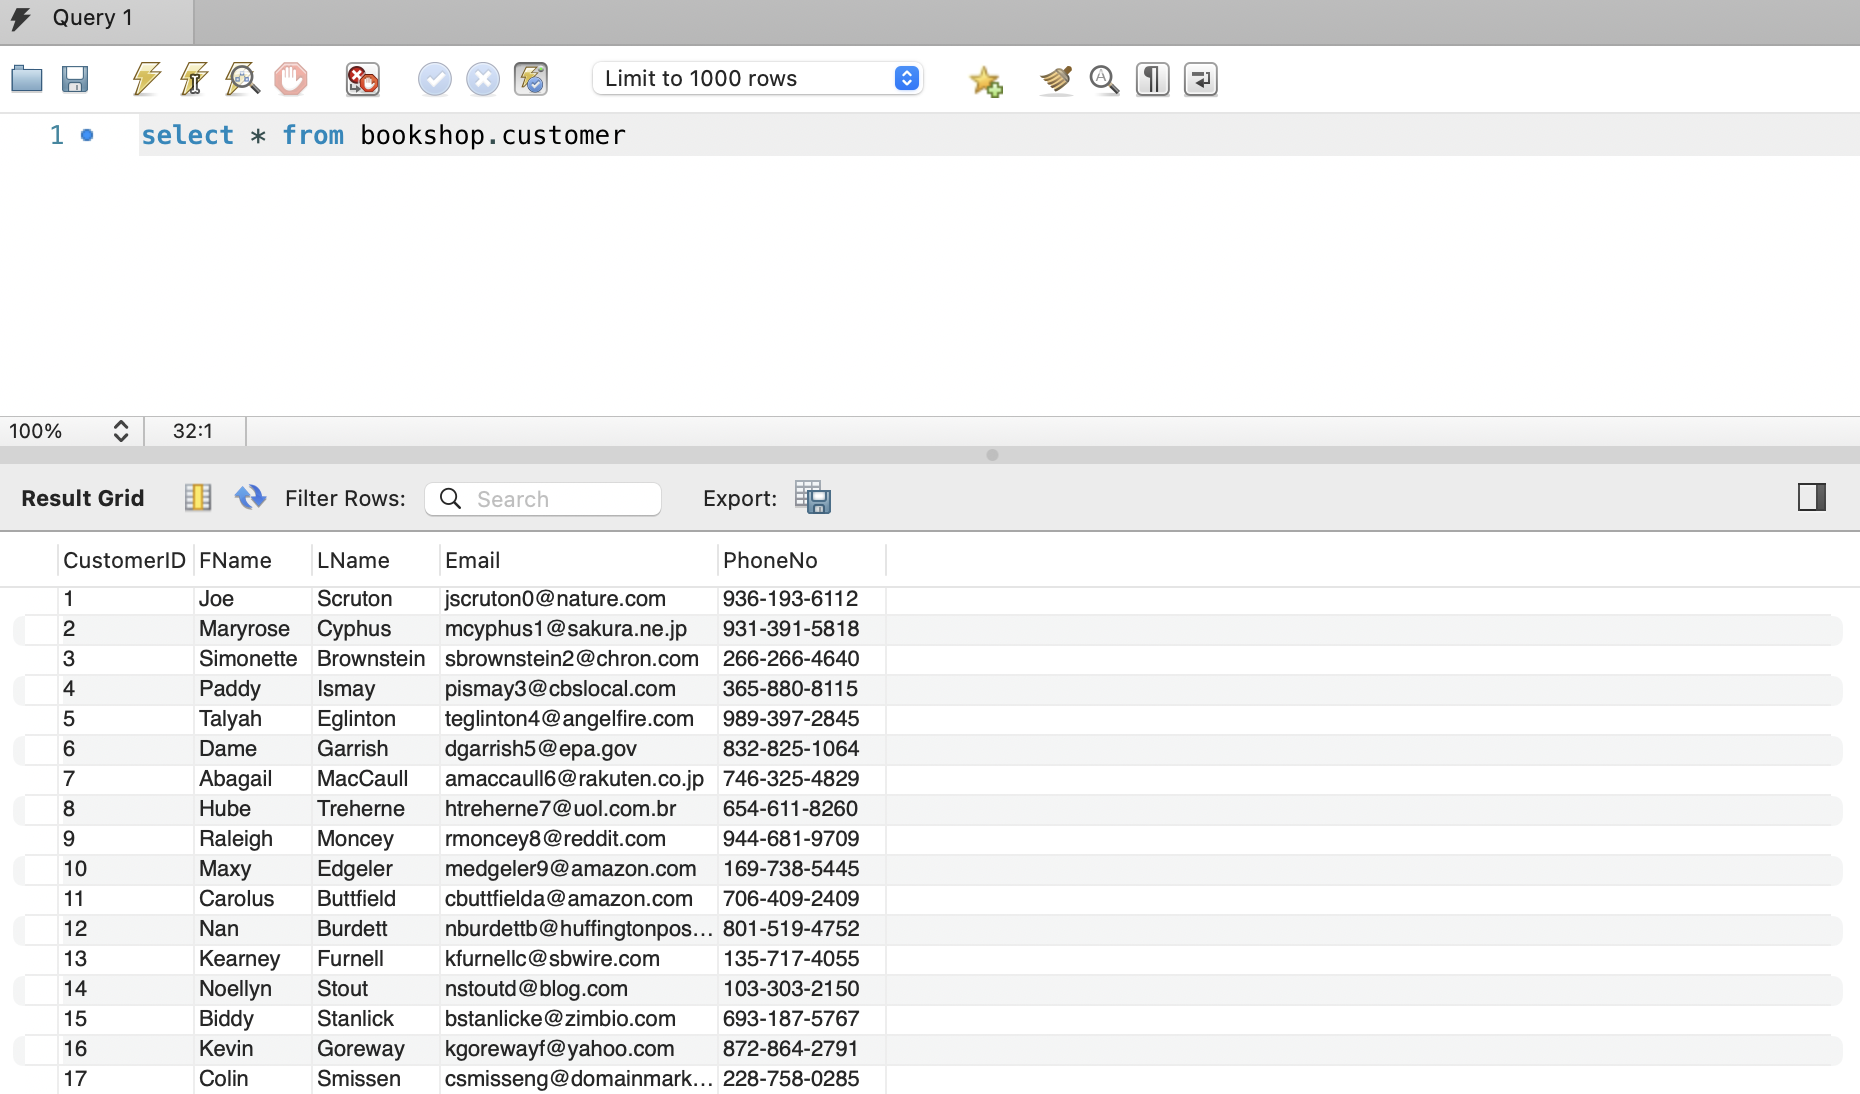 Query 1
Limit to 1000 rows
1 select * from bookshop.customer
100% 32:1
Result Grid Filter Rows: Search Export:
CustomerID FName LName Email PhoneNo
1 Joe Scruton jscruton0@nature.com 936-193-6112
2 Maryrose Cyphus mcyphus1@sakura.ne.jp 931-391-5818
3 Simonette Brownstein sbrownstein2@chron.com 266-266-4640
4 Paddy Ismay pismay3@cbslocal.com 365-880-8115
5 Talyah Eglinton teglinton4@angelfire.com 989-397-2845
6 Dame Garrish dgarrish5@epa.gov 832-825-1064
7 Abagail MacCaull amaccaull6@rakuten.co.jp 746-325-4829
8 Hube Treherne htreherne7@uol.com.br 654-611-8260
9 Raleigh Moncey rmoncey8@reddit.com 944-681-9709
10 Maxy Edgeler medgeler9@amazon.com 169-738-5445
11 Carolus Buttfield cbuttfielda@amazon.com 706-409-2409
12 Nan Burdett nburdettb@huffingtonpos... 801-519-4752
13 Kearney Furnell kfurnellc@sbwire.com 135-717-4055
14 Noellyn Stout nstoutd@blog.com 103-303-2150
15 Biddy Stanlick bstanlicke@zimbio.com 693-187-5767
16 Kevin Goreway kgorewayf@yahoo.com 872-864-2791
17 Colin Smissen csmisseng@domainmark... 228-758-0285